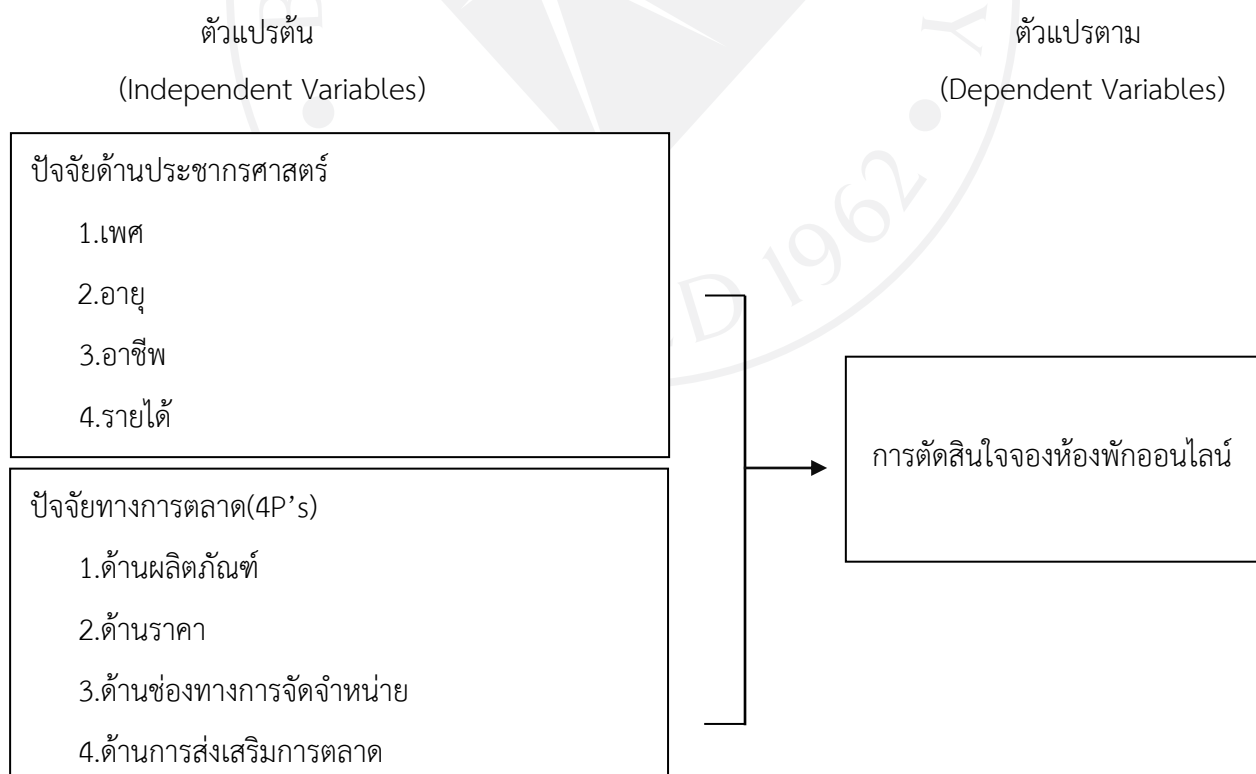 ตัวแปรต้น
(Independent Variables)
ตัวแปรตาม
(Dependent Variables)
ปัจจัยด้านประชากรศาสตร์
1.เพศ
2.อายุ
3.อาชีพ
4.รายได้
ปัจจัยทางการตลาด(4P’s)
1.ด้านผลิตภัณฑ์
2.ด้านราคา
3.ด้านช่องทางการจัดจำหน่าย
4.ด้านการส่งเสริมการตลาด
การตัดสินใจจองห้องพักออนไลน์
D 1962